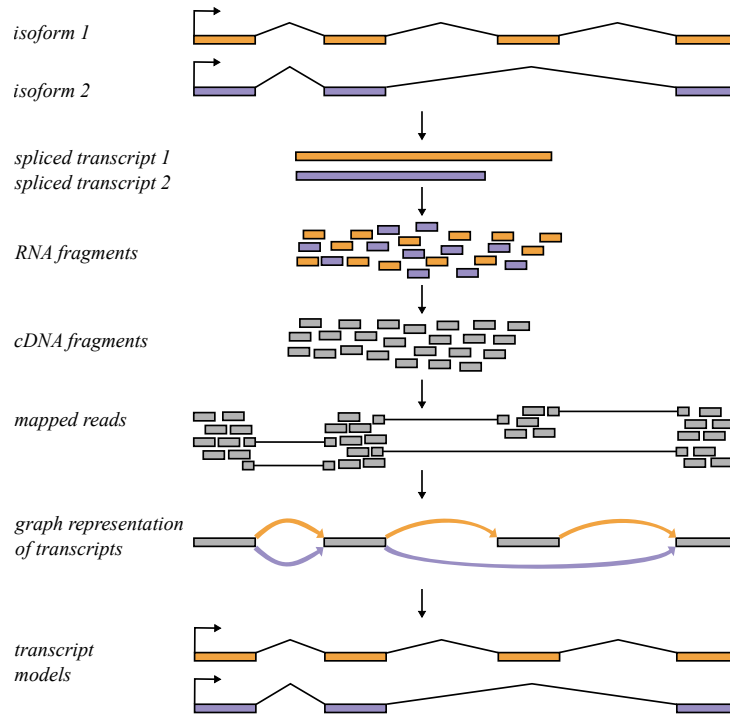 isoform 1
isoform 2
spliced transcript 1
spliced transcript 2
RNA fragments
cDNA fragments
mapped reads
graph representation
of transcripts
transcript
models